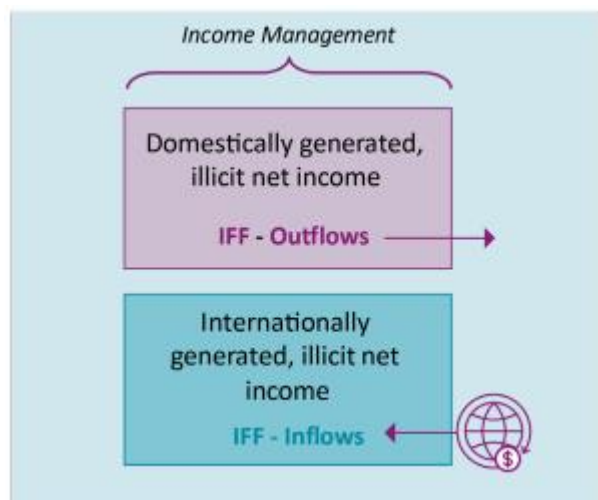 Income Management
Domestically generated,
illicit net income
IFF - Outflows
Internationally
generated, illicit net
income
IFF - Inflows
$